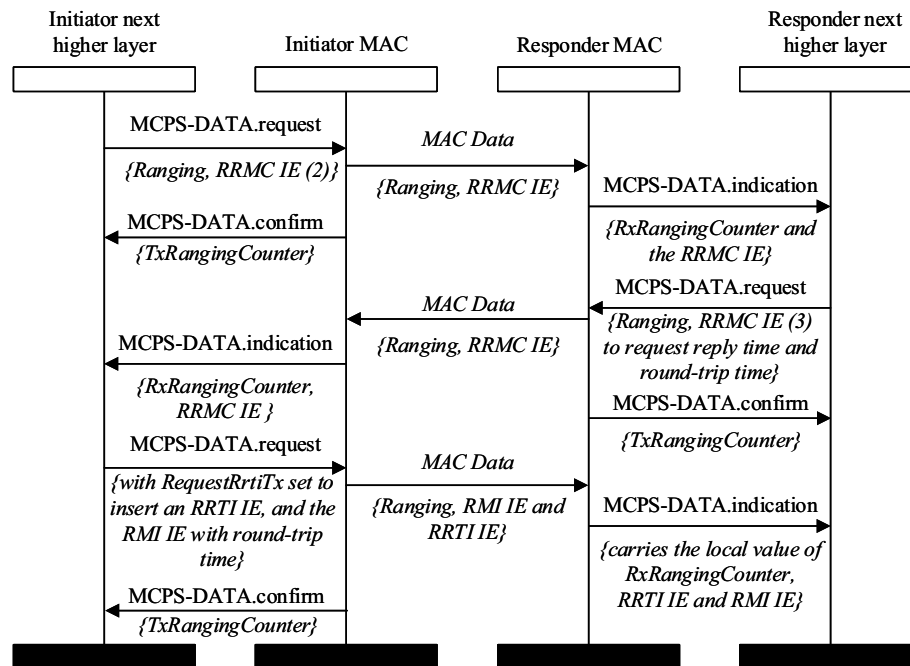 Initiator next
higher layer
Initiator MAC
Responder MAC
Responder next
higher layer
MCPS-DATA.request
{Ranging, RRMC IE (2)}
MAC Data
{Ranging, RRMC IE}
MCPS-DATA.indication
{RxRangingCounter and
the RRMC IE}
MCPS-DATA.confirm
{TxRangingCounter}
MCPS-DATA.request
{Ranging, RRMC IE (3)
to request reply time and
round-trip time}
MAC Data
{Ranging, RRMC IE}
MCPS-DATA.indication
{RxRangingCounter,
RRMC IE }
MCPS-DATA.confirm
{TxRangingCounter}
MCPS-DATA.request
{with RequestRrtiTx set to
insert an RRTI IE, and the
RMI IE with round-trip
time}
MAC Data
{Ranging, RMI IE and
RRTI IE}
MCPS-DATA.indication
{carries the local value of
RxRangingCounter,
RRTI IE and RMI IE}
MCPS-DATA.confirm
{TxRangingCounter}